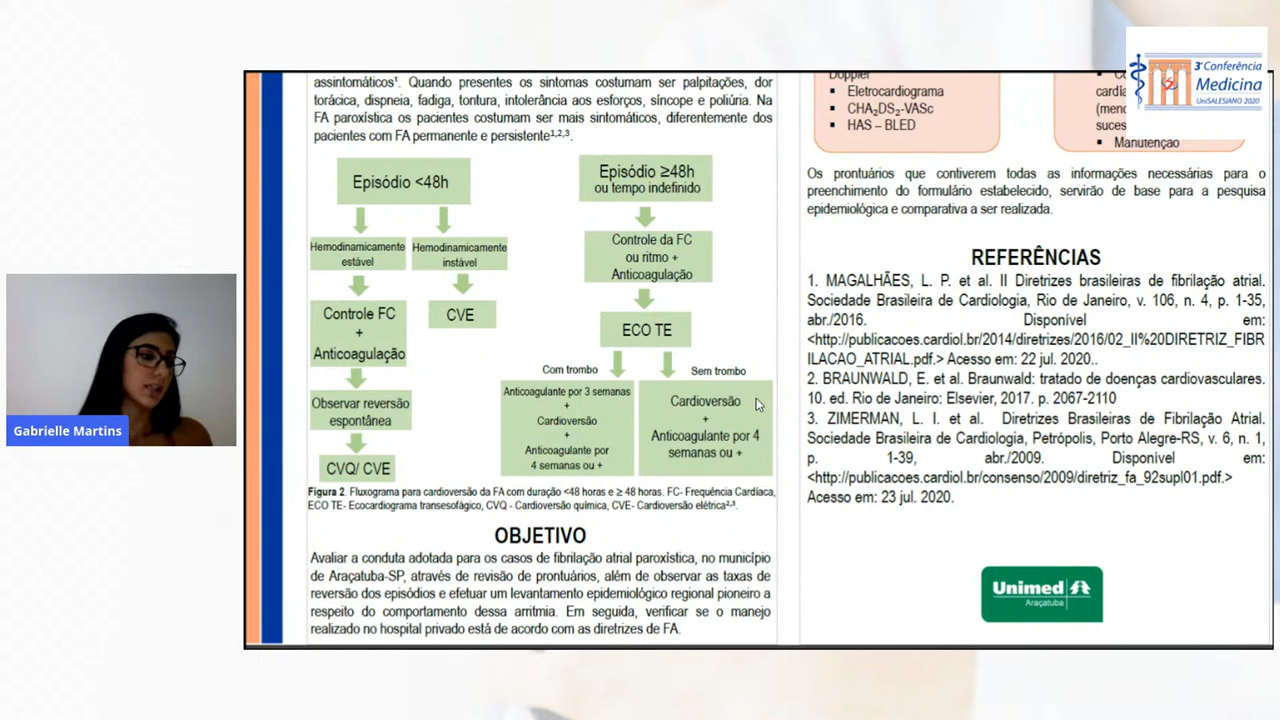 assintomáticos¹. Quando presentes os sintomas costumam ser palpitações, dor
torácica, dispneia, fadiga, tontura, intolerância aos esforços, síncope e poliúria. Na
FA paroxística os pacientes costumam ser mais sintomáticos, diferentemente dos
pacientes com FA permanente e persistente¹,²,³.
Episódio <48h
Hemodinamicamente
estável
Hemodinamicamente
instável
Controle FC
+
Anticoagulação
CVE
Observar reversão
espontânea
CVQ/ CVE
Episódio ≥48h
ou tempo indefinido
Controle da FC
ou ritmo +
Anticoagulação
ECO TE
Com trombo
Sem trombo
Anticoagulante por 3 semanas
+
Cardioversão
+
Anticoagulante por
4 semanas ou +
Cardioversão
+
Anticoagulante por 4
semanas ou +
Figura 2. Fluxograma para cardioversão da FA com duração <48 horas e ≥ 48 horas. FC- Frequência Cardíaca,
ECO TE- Ecocardiograma transesofágico, CVQ - Cardioversão química, CVE- Cardioversão elétrica²,³.
OBJETIVO
Avaliar a conduta adotada para os casos de fibrilação atrial paroxística, no município
de Araçatuba-SP, através de revisão de prontuários, além de observar as taxas de
reversão dos episódios e efetuar um levantamento epidemiológico regional pioneiro a
respeito do comportamento dessa arritmia. Em seguida, verificar se o manejo
realizado no hospital privado está de acordo com as diretrizes de FA.
Doppler
▪ Eletrocardiograma
▪ CHA₂DS₂-VASc
▪ HAS – BLED
cardía
(meno
suces
▪ Manutenção
Os prontuários que contiverem todas as informações necessárias para o
preenchimento do formulário estabelecido, servirão de base para a pesquisa
epidemiológica e comparativa a ser realizada.
REFERÊNCIAS
1. MAGALHÃES, L. P. et al. II Diretrizes brasileiras de fibrilação atrial.
Sociedade Brasileira de Cardiologia, Rio de Janeiro, v. 106, n. 4, p. 1-35,
abr./2016. Disponível em:
<http://publicacoes.cardiol.br/2014/diretrizes/2016/02_II%20DIRETRIZ_FIBR
ILACAO_ATRIAL.pdf.> Acesso em: 22 jul. 2020..
2. BRAUNWALD, E. et al. Braunwald: tratado de doenças cardiovasculares.
10. ed. Rio de Janeiro: Elsevier, 2017. p. 2067-2110
3. ZIMERMAN, L. I. et al. Diretrizes Brasileiras de Fibrilação Atrial.
Sociedade Brasileira de Cardiologia, Petrópolis, Porto Alegre-RS, v. 6, n. 1,
p. 1-39, abr./2009. Disponível em:
<http://publicacoes.cardiol.br/consenso/2009/diretriz_fa_92supl01.pdf.>
Acesso em: 23 jul. 2020.
Unimed
Araçatuba
3ª Conferência
Medicina
UniSALESIANO 2020
Gabrielle Martins